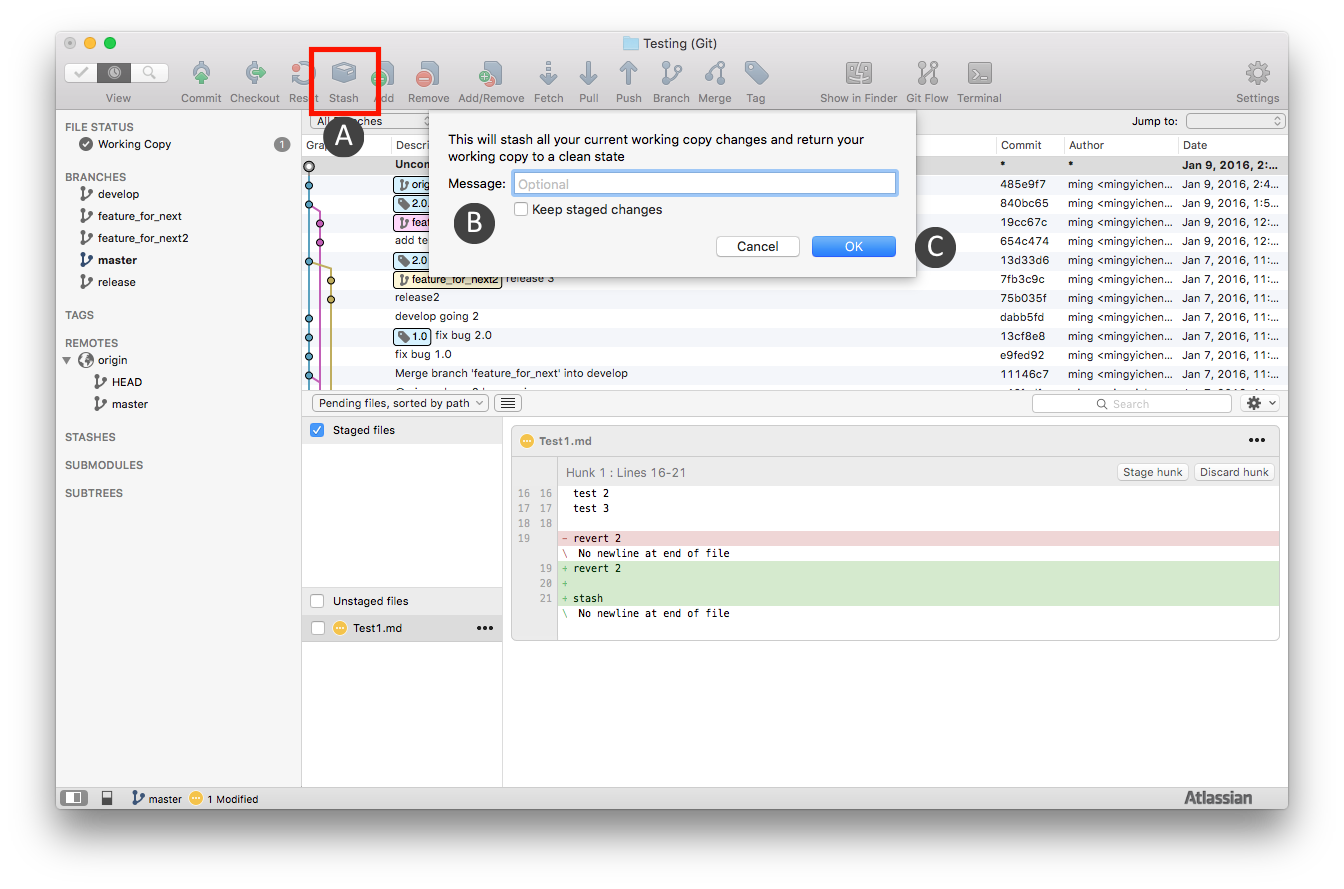 Testing (Git)
View
Commit
Checkout
Reset
Stash
Add
Remove
Add/Remove
Fetch
Pull
Push
Branch
Merge
Tag
Show in Finder
Git Flow
Terminal
Settings
A
FILE STATUS
Working Copy
1
BRANCHES
develop
feature_for_next
feature_for_next2
master
release
TAGS
REMOTES
origin
HEAD
master
STASHES
SUBMODULES
SUBTREES
Jump to:
This will stash all your current working copy changes and return your
working copy to a clean state
Message: Optional
B
Keep staged changes
Cancel
OK
C
Commit Author Date
* * Jan 9, 2016, 2:...
485e9f7 ming <mingyichen... Jan 9, 2016, 2:4...
2.0. 840bc65 ming <mingyichen... Jan 9, 2016, 1:5...
19cc67c ming <mingyichen... Jan 9, 2016, 12:...
654c474 ming <mingyichen... Jan 9, 2016, 12:...
2.0 13d33d6 ming <mingyichen... Jan 7, 2016, 11:...
feature_for_next2 release 3 7fb3c9c ming <mingyichen... Jan 7, 2016, 11:...
release2 75b035f ming <mingyichen... Jan 7, 2016, 11:...
develop going 2 dabb5fd ming <mingyichen... Jan 7, 2016, 11:...
1.0 fix bug 2.0 13cf8e8 ming <mingyichen... Jan 7, 2016, 11:...
fix bug 1.0 e9fed92 ming <mingyichen... Jan 7, 2016, 11:...
Merge branch 'feature_for_next' into develop 11146c7 ming <mingyichen... Jan 7, 2016, 11:...
Pending files, sorted by path
Search
Staged files
Unstaged files
Test1.md
Test1.md
Hunk 1 : Lines 16-21
Stage hunk
Discard hunk
16 16 test 2
17 17 test 3
18 18
19 - revert 2
\ No newline at end of file
19 + revert 2
20 +
21 + stash
\ No newline at end of file
master 1 Modified
Atlassian